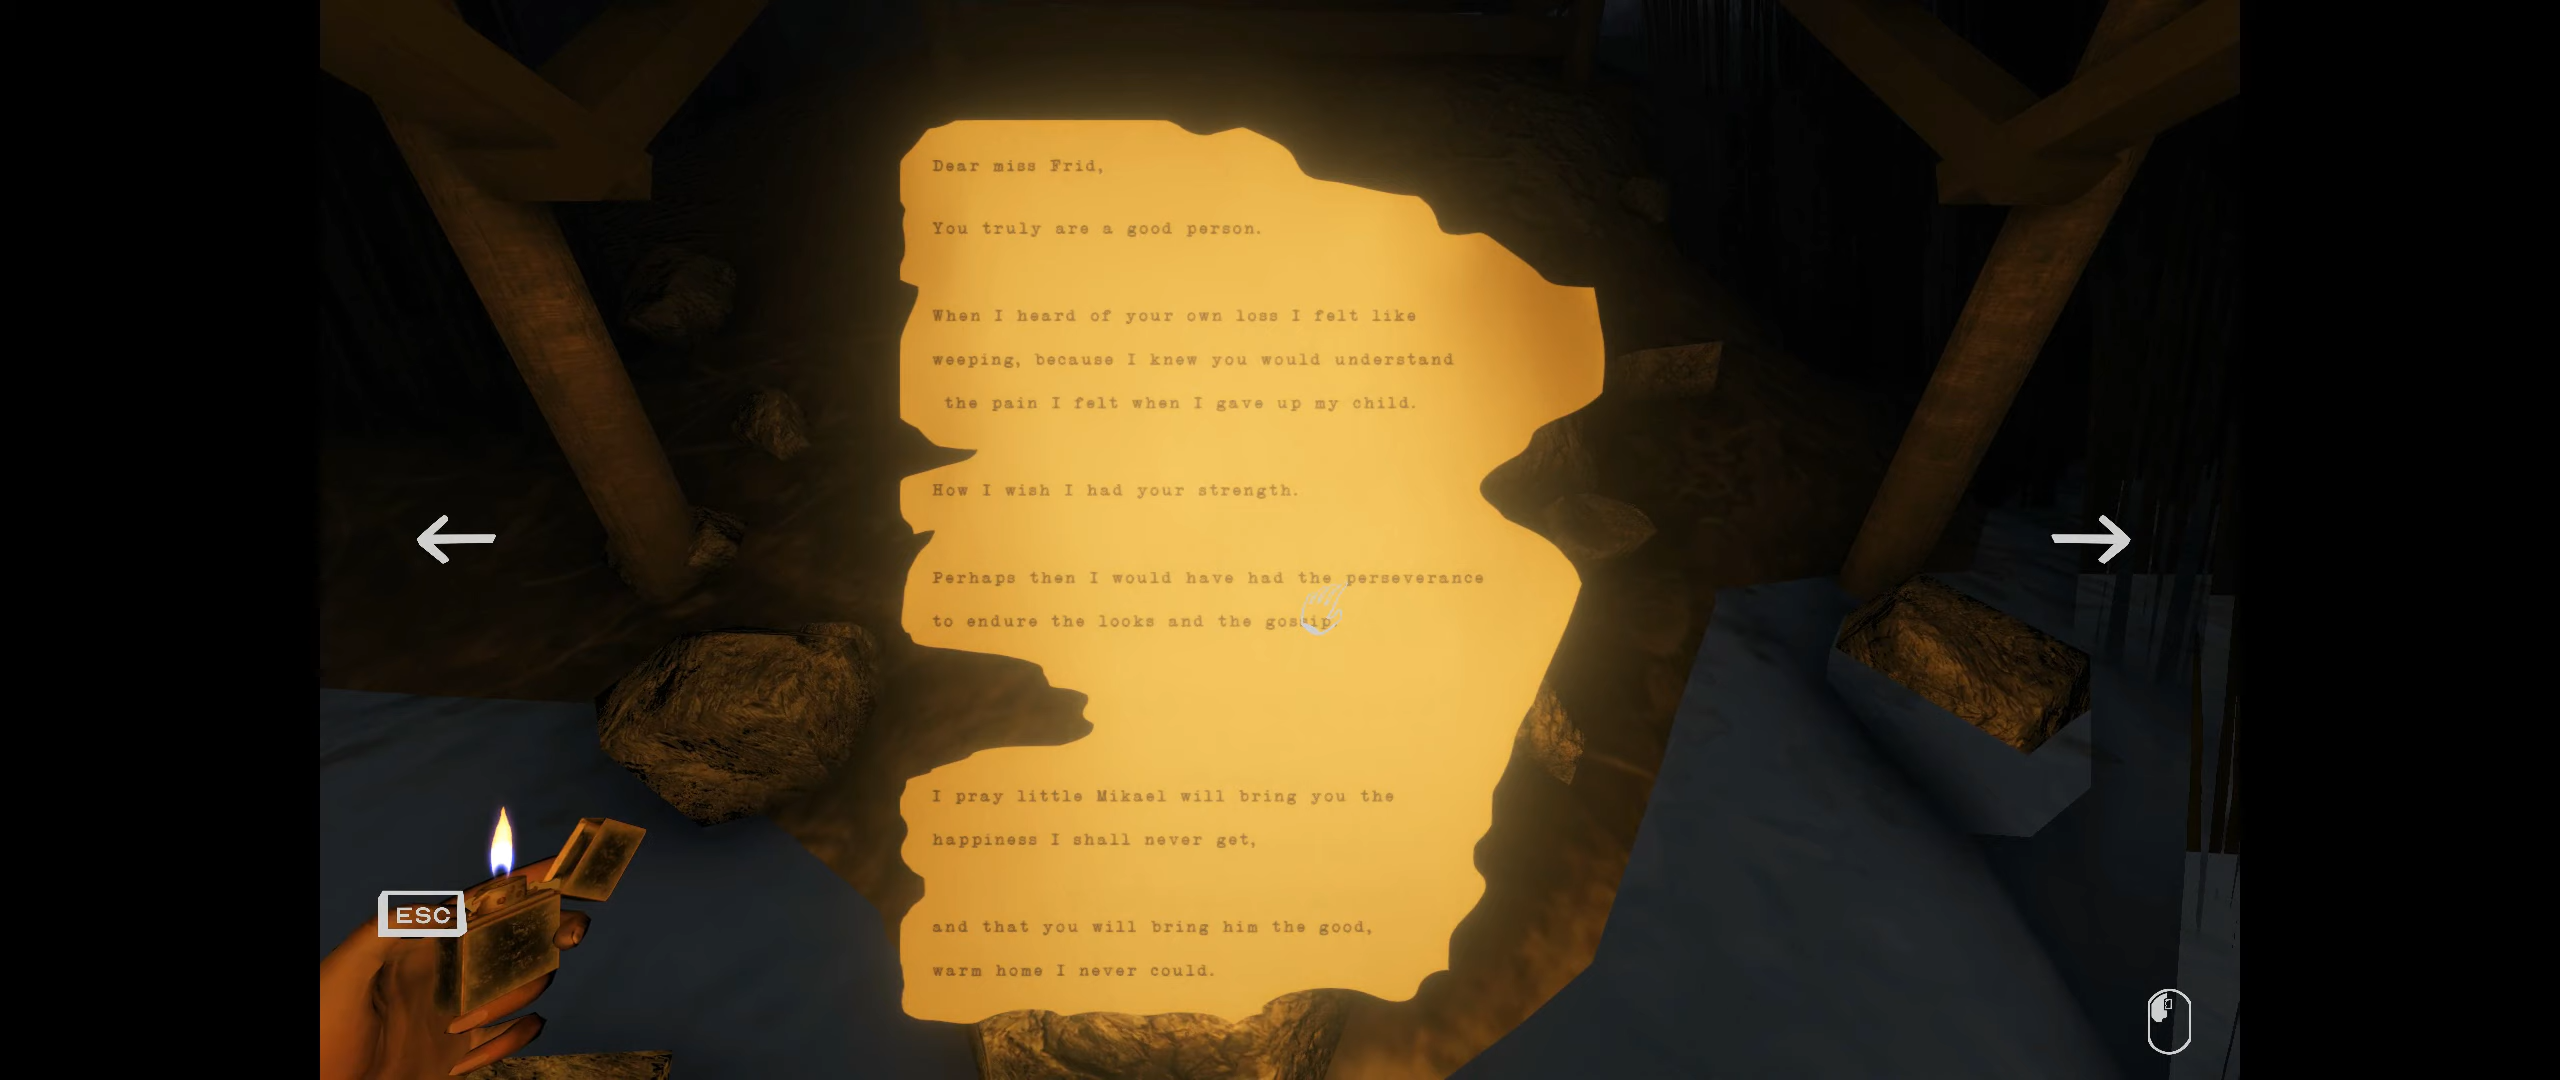 Dear miss Frid,
You truly are a good person.
When I heard of your own loss I felt like
weeping, because I knew you would understand
the pain I felt when I gave up my child.
How I wish I had your strength.
Perhaps then I would have had the perseverance
to endure the looks and the gossip.
I pray little Mikael will bring you the
happiness I shall never get,
and that you will bring him the good,
warm home I never could.
ESC